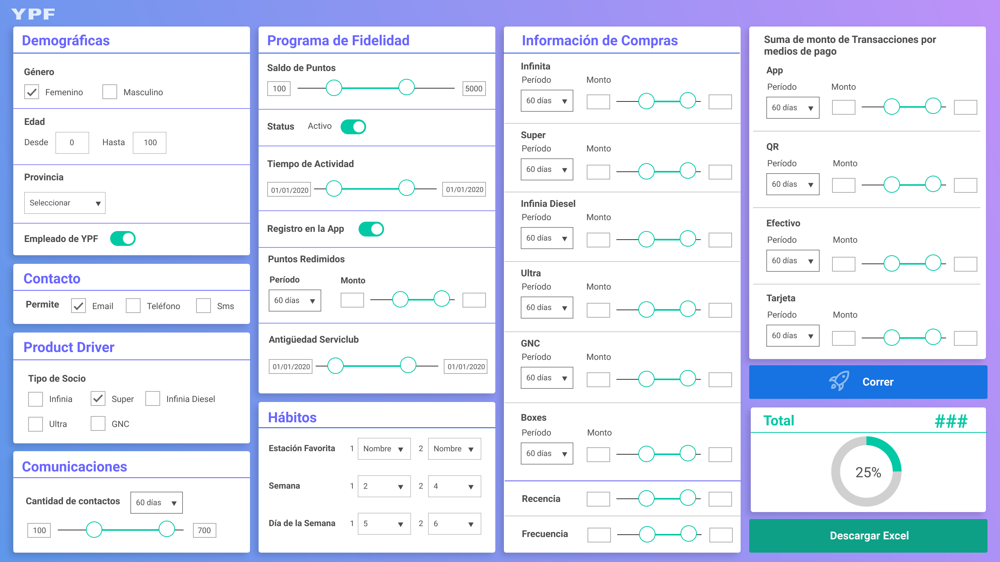 YPF
Demográficas
Género
Femenino Masculino
Edad
Desde 0 Hasta 100
Provincia
Seleccionar
Empleado de YPF
Contacto
Permite Email Teléfono Sms
Product Driver
Tipo de Socio
Infinia Super Infinia Diesel
Ultra GNC
Comunicaciones
Cantidad de contactos 60 días
100 700
Programa de Fidelidad
Saldo de Puntos
100 5000
Status Activo
Tiempo de Actividad
01/01/2020 01/01/2020
Registro en la App
Puntos Redimidos
Período Monto
60 días
Antigüedad Serviclub
01/01/2020 01/01/2020
Hábitos
Estación Favorita 1 Nombre 2 Nombre
Semana 1 2 2 4
Día de la Semana 1 5 2 6
Información de Compras
Infinita
Período Monto
60 días
Super
Período Monto
60 días
Infinia Diesel
Período Monto
60 días
Ultra
Período Monto
60 días
GNC
Período Monto
60 días
Boxes
Período Monto
60 días
Recencia
Frecuencia
Suma de monto de Transacciones por
medios de pago
App
Período Monto
60 días
QR
Período Monto
60 días
Efectivo
Período Monto
60 días
Tarjeta
Período Monto
60 días
Correr
Total ###
25%
Descargar Excel